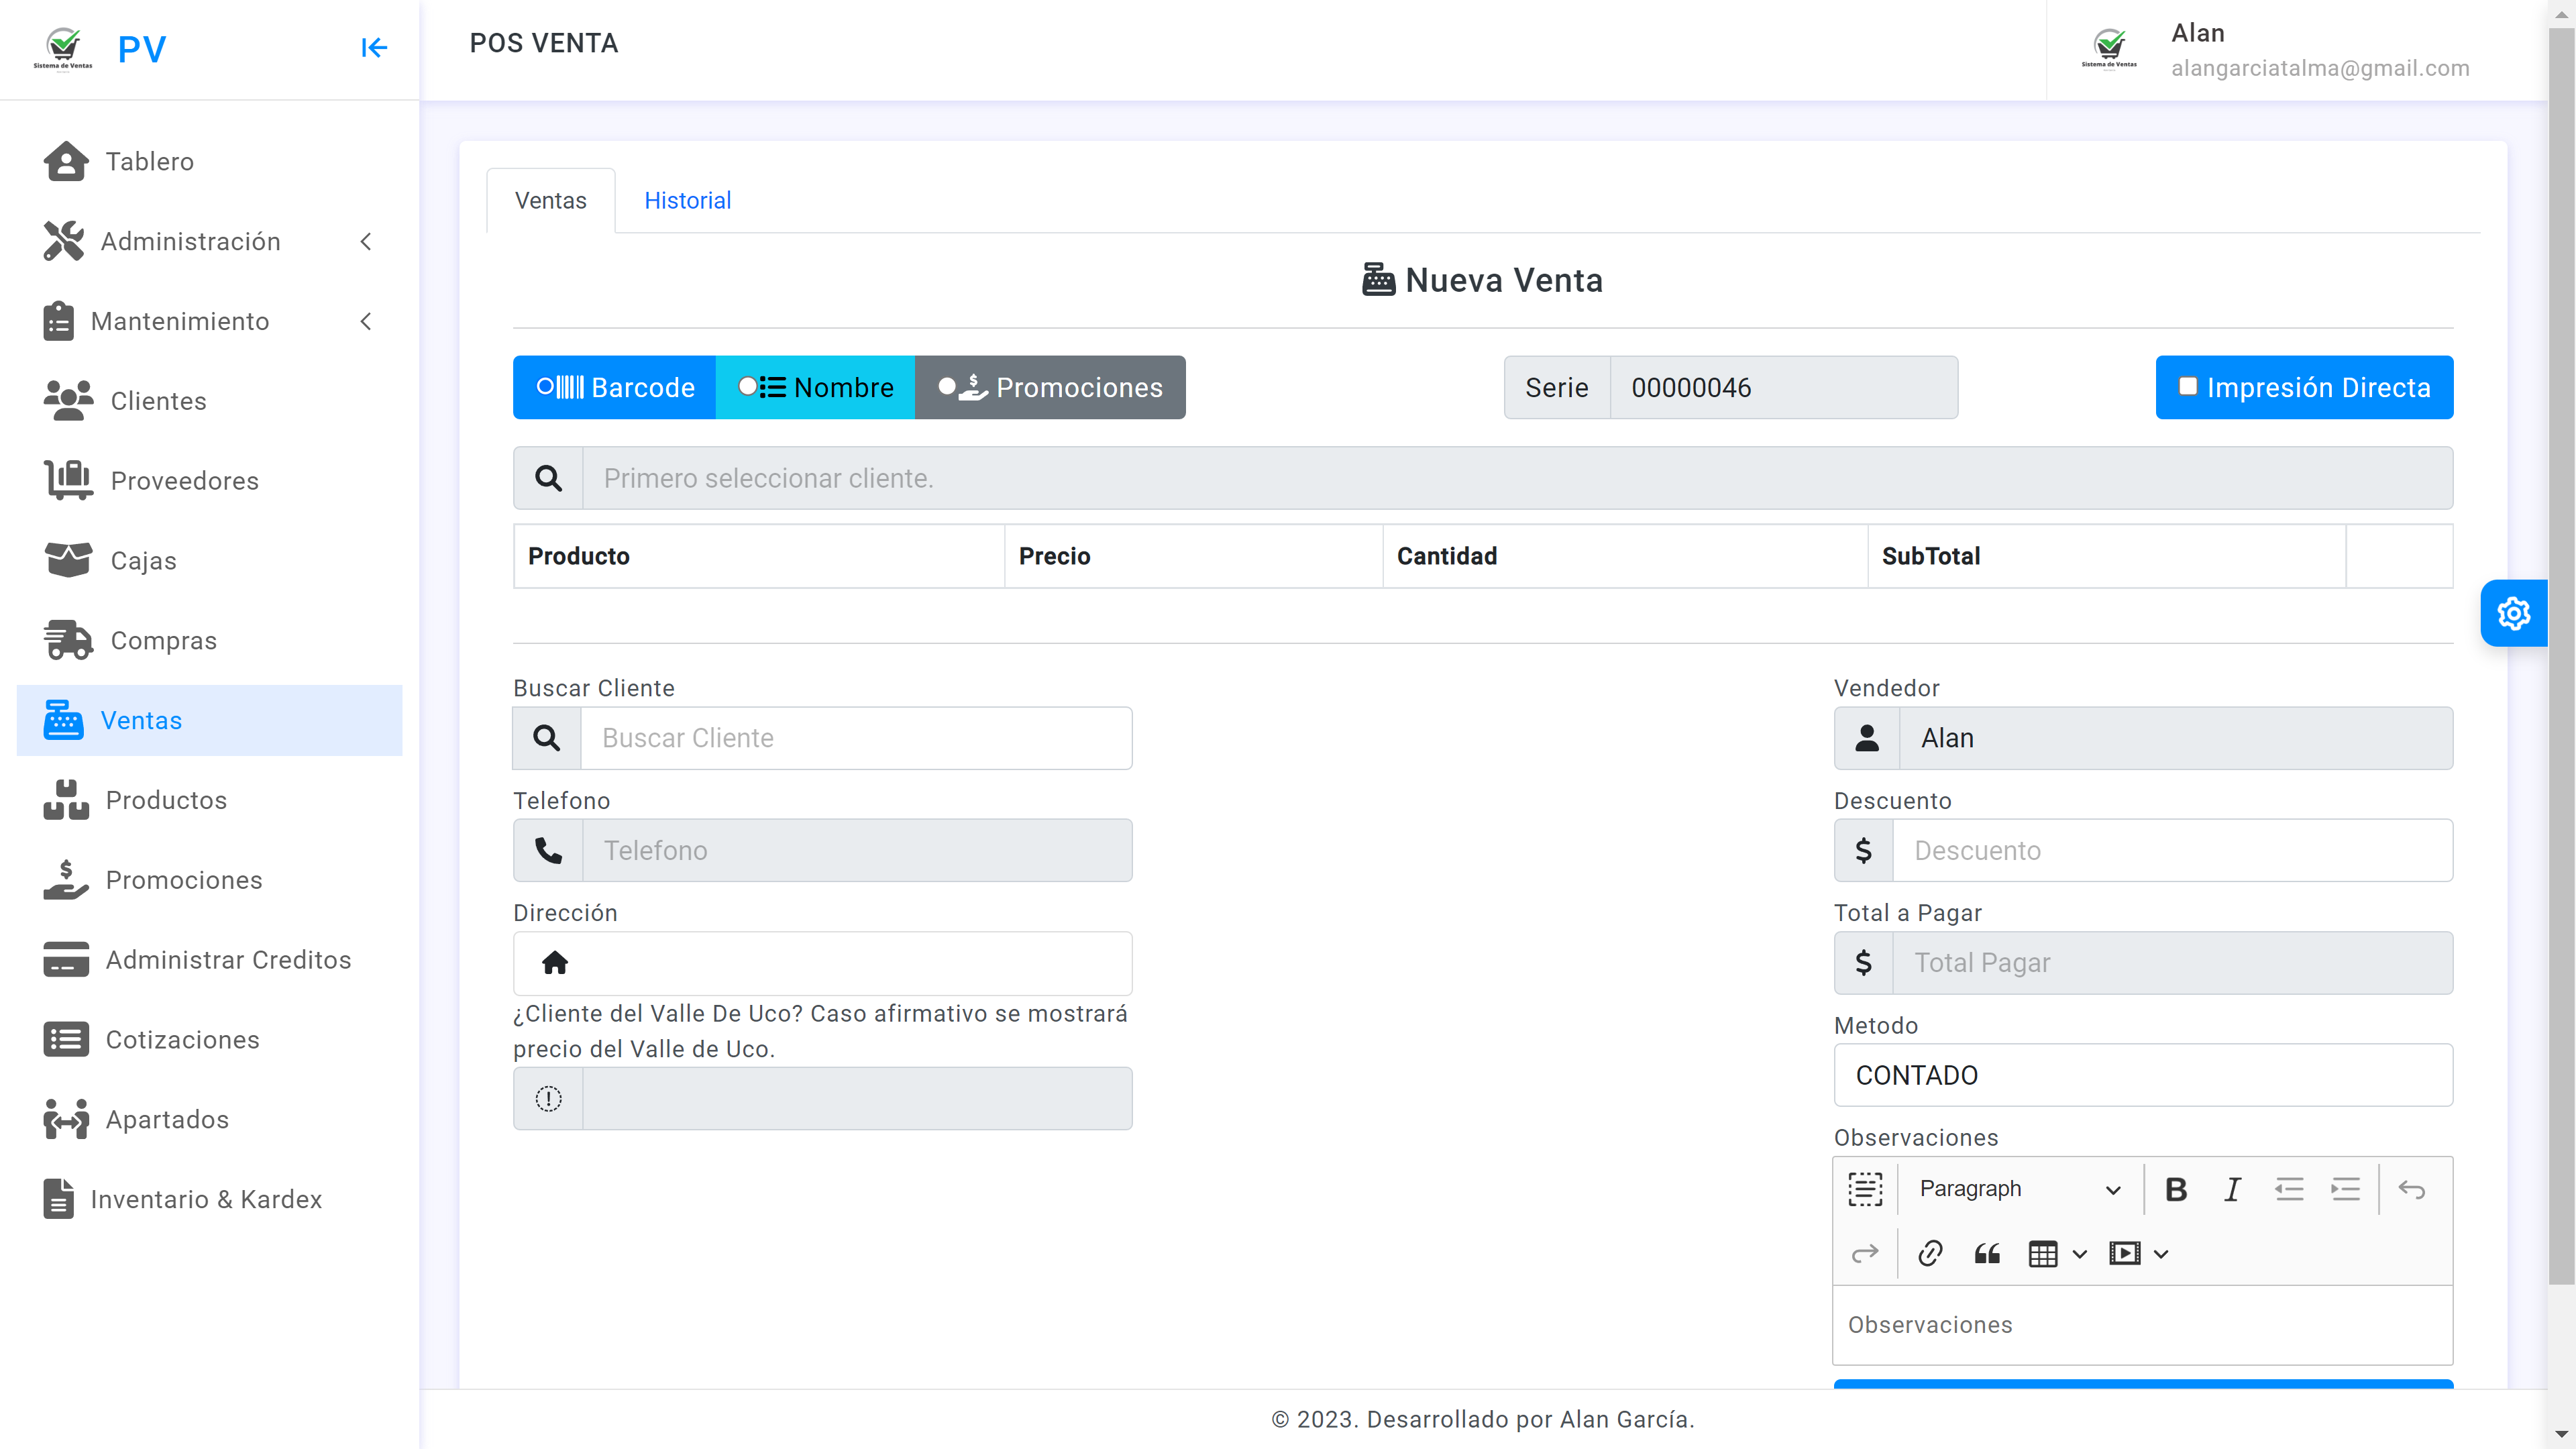 Sistema de Ventas
PV
POS VENTA
Sistema de Ventas
Alan
alangarciatalma@gmail.com
Tablero
Administración
Mantenimiento
Clientes
Proveedores
Cajas
Compras
Ventas
Productos
Promociones
Administrar Creditos
Cotizaciones
Apartados
Inventario & Kardex
Ventas
Historial
Nueva Venta
Barcode
Nombre
Promociones
Serie
00000046
Impresión Directa
Primero seleccionar cliente.
Producto
Precio
Cantidad
SubTotal
Buscar Cliente
Buscar Cliente
Telefono
Telefono
Dirección
¿Cliente del Valle De Uco? Caso afirmativo se mostrará
precio del Valle de Uco.
Vendedor
Alan
Descuento
Descuento
Total a Pagar
Total Pagar
Metodo
CONTADO
Observaciones
Paragraph
Observaciones
© 2023. Desarrollado por Alan García.